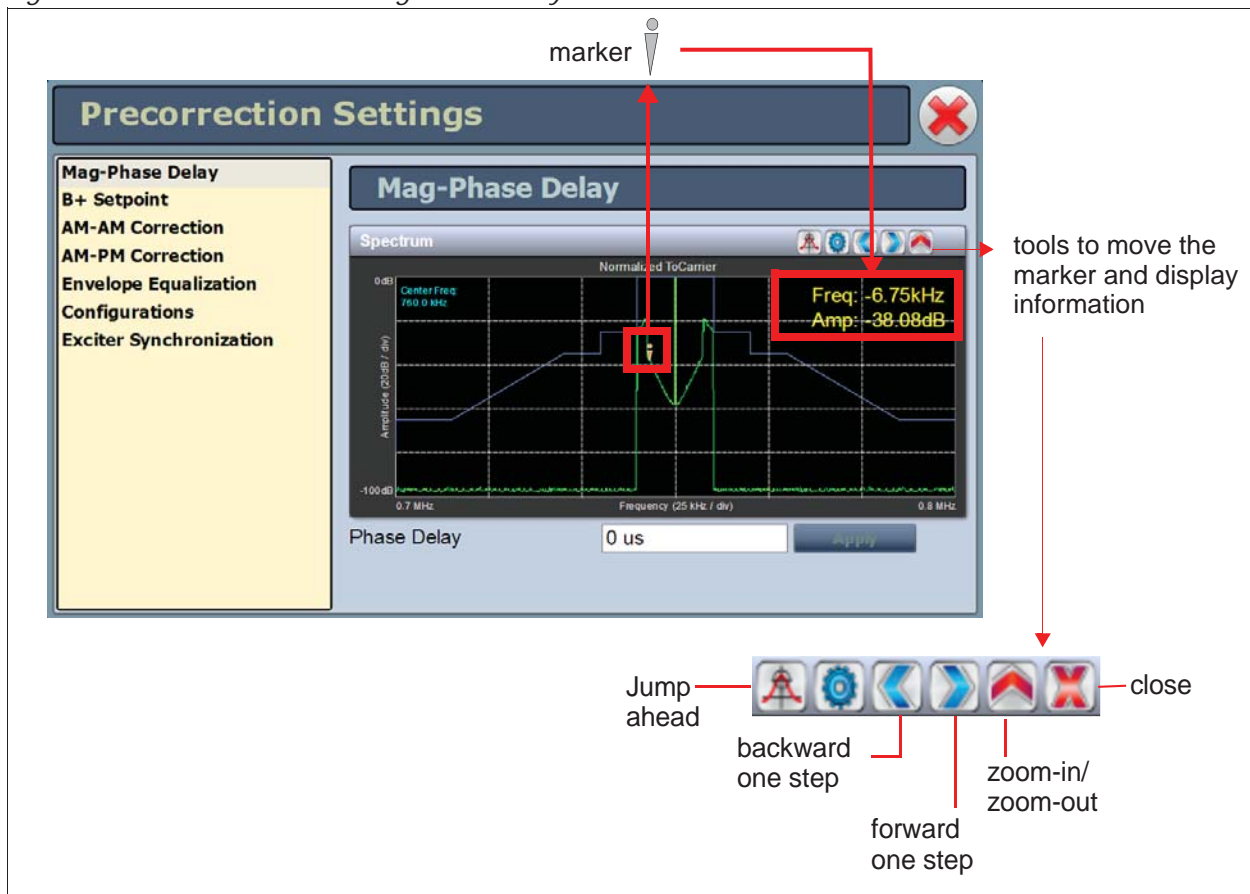 marker
Precorrection Settings
Mag-Phase Delay
B+ Setpoint
AM-AM Correction
AM-PM Correction
Envelope Equalization
Configurations
Exciter Synchronization
Mag-Phase Delay
Spectrum
Normalized ToCarrier
0dB
Center Freq:
760.0 kHz
Freq: -6.75kHz
Amp: -38.08dB
Amplitude (20dB / div)
-100dB
0.7 MHz
Frequency (25 kHz / div)
0.8 MHz
Phase Delay
0 us
Apply
tools to move the
marker and display
information
Jump
ahead
backward
one step
forward
one step
zoom-in/
zoom-out
close